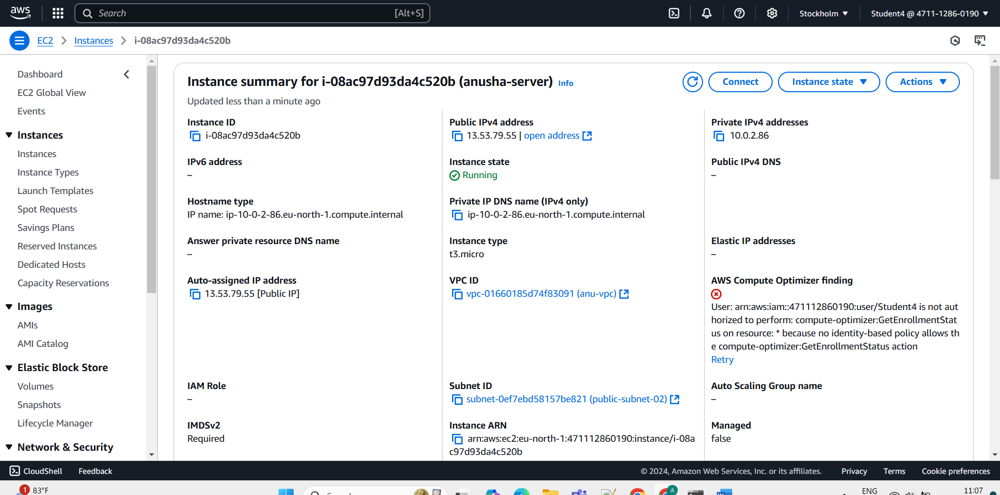 aws
Search
[Alt+S]
Stockholm
Student4 @ 4711-1286-0190
EC2
Instances
i-08ac97d93da4c520b
Dashboard
EC2 Global View
Events
Instances
Instances
Instance Types
Launch Templates
Spot Requests
Savings Plans
Reserved Instances
Dedicated Hosts
Capacity Reservations
Images
AMIs
AMI Catalog
Elastic Block Store
Volumes
Snapshots
Lifecycle Manager
Network & Security
Instance summary for i-08ac97d93da4c520b (anusha-server) Info
Connect
Instance state
Actions
Updated less than a minute ago
Instance ID
i-08ac97d93da4c520b
Public IPv4 address
13.53.79.55 | open address
Private IPv4 addresses
10.0.2.86
IPv6 address
–
Instance state
Running
Public IPv4 DNS
–
Hostname type
IP name: ip-10-0-2-86.eu-north-1.compute.internal
Private IP DNS name (IPv4 only)
ip-10-0-2-86.eu-north-1.compute.internal
Answer private resource DNS name
–
Instance type
t3.micro
Elastic IP addresses
–
Auto-assigned IP address
13.53.79.55 [Public IP]
VPC ID
vpc-01660185d74f83091 (anu-vpc)
AWS Compute Optimizer finding
User: arn:aws:iam::471112860190:user/Student4 is not aut
horized to perform: compute-optimizer:GetEnrollmentStat
us on resource: * because no identity-based policy allows th
e compute-optimizer:GetEnrollmentStatus action
Retry
IAM Role
–
Subnet ID
subnet-0ef7ebd58157be821 (public-subnet-02)
Auto Scaling Group name
–
IMDSv2
Required
Instance ARN
arn:aws:ec2:eu-north-1:471112860190:instance/i-08a
c97d93da4c520b
Managed
false
CloudShell
Feedback
© 2024, Amazon Web Services, Inc. or its affiliates.
Privacy
Terms
Cookie preferences
1
83°F
A
ENG
11:07